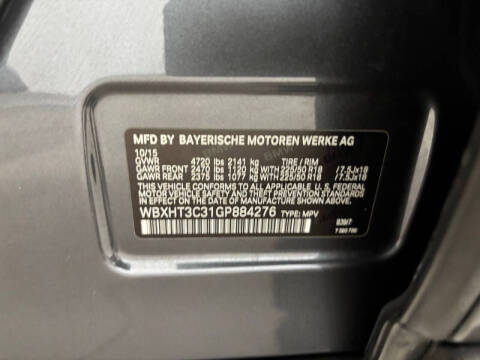 MFD BY BAYERISCHE MOTOREN WERKE AG
10/15
GVWR 4720 lbs 2141 kg TIRE / RIM
GAWR FRONT 2470 lbs 1120 kg WITH 225/50 R18 / 7.5Jx18
GAWR REAR 2375 lbs 1077 kg WITH 225/50 R18 / 7.5Jx18
THIS VEHICLE CONFORMS TO ALL APPLICABLE FEDERAL
MOTOR VEHICLE SAFETY, BUMPER AND THEFT PREVENTION STANDARDS
IN EFFECT ON THE DATE OF MANUFACTURE SHOWN ABOVE.
WBXHT3C31GP884276 TYPE: MPV